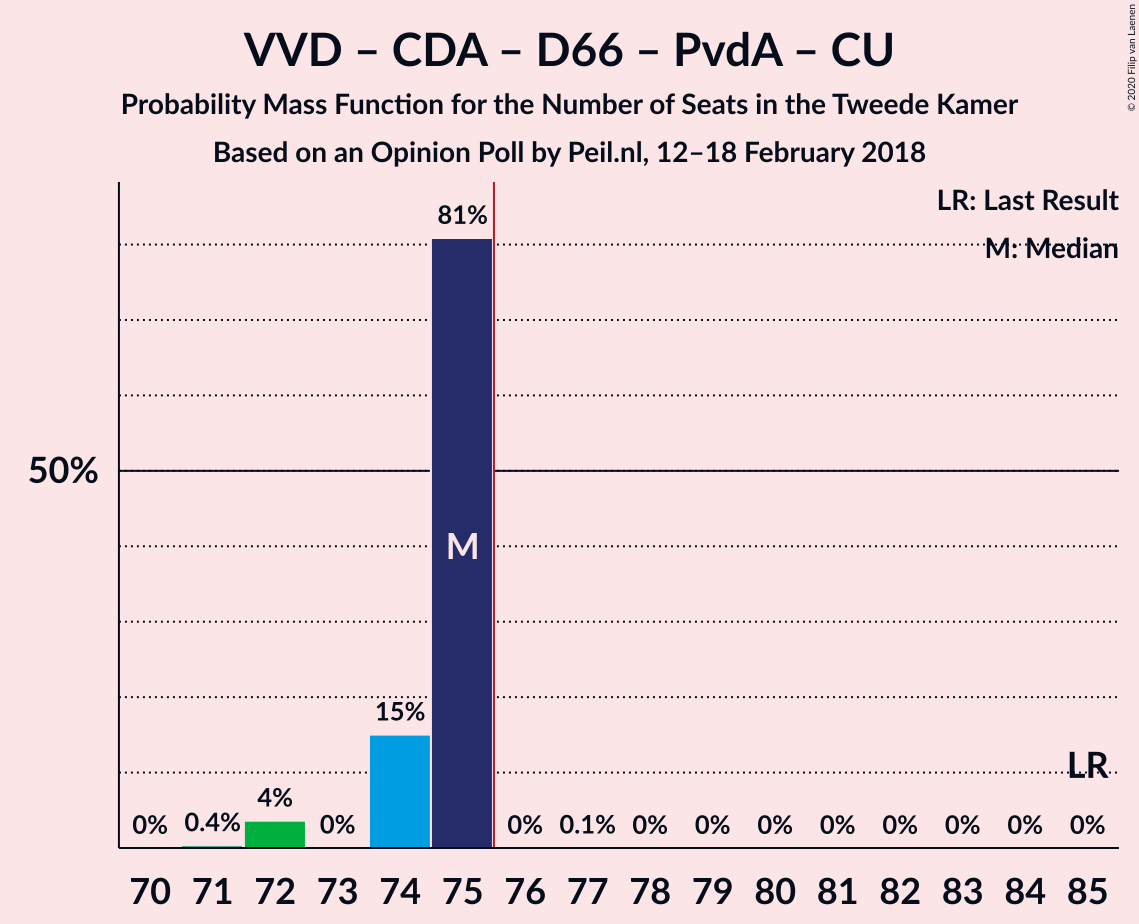 VVD – CDA – D66 – PvdA – CU
Probability Mass Function for the Number of Seats in the Tweede Kamer
Based on an Opinion Poll by Peil.nl, 12–18 February 2018
© 2020 Filip van Laenen
LR: Last Result
M: Median
81%
50%
M
15%
LR
4%
0% 0.4% 0% 0% 0.1% 0% 0% 0% 0% 0% 0% 0% 0%
70 71 72 73 74 75 76 77 78 79 80 81 82 83 84 85